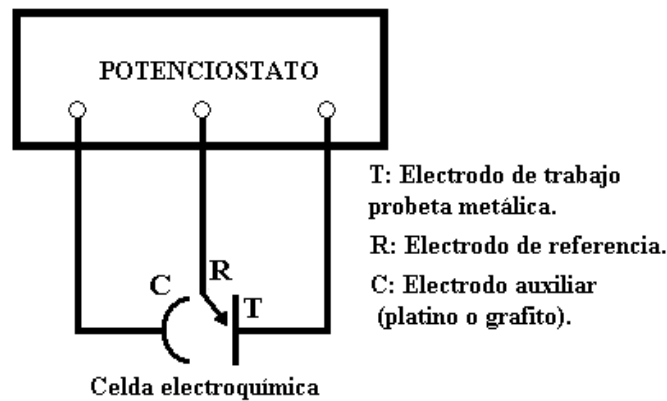 POTENCIOSTATO
T: Electrodo de trabajo
probeta metálica.
R: Electrodo de referencia.
C: Electrodo auxiliar
(platino o grafito).
C
R
T
Celda electroquímica